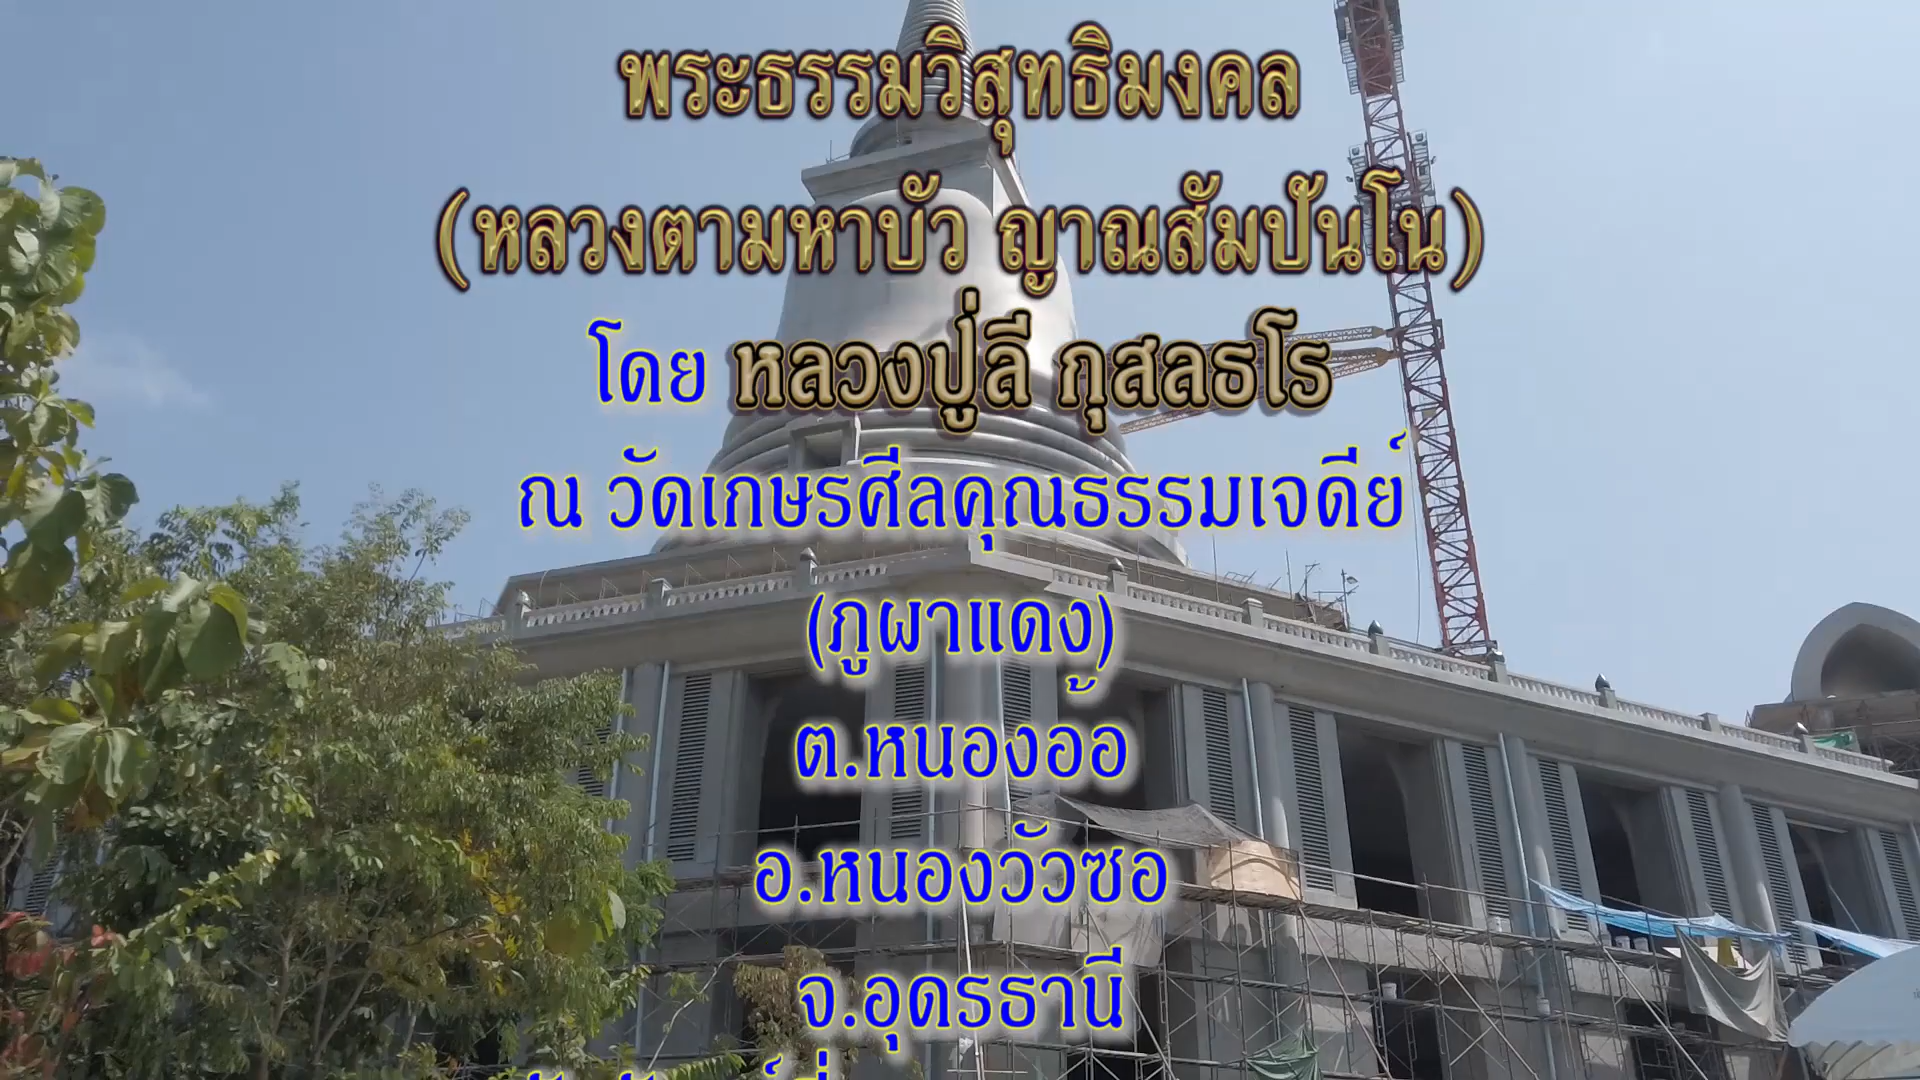 พระธรรมวิสุทธิมงคล
(หลวงตามหาบัว ญาณสัมปันโน)
โดย หลวงปู่ลี กุสลธโร
ณ วัดเกษรศีลคุณธรรมเจดีย์
(ภูผาแดง)
ต.หนองอ้อ
อ.หนองวัวซอ
จ.อุดรธานี